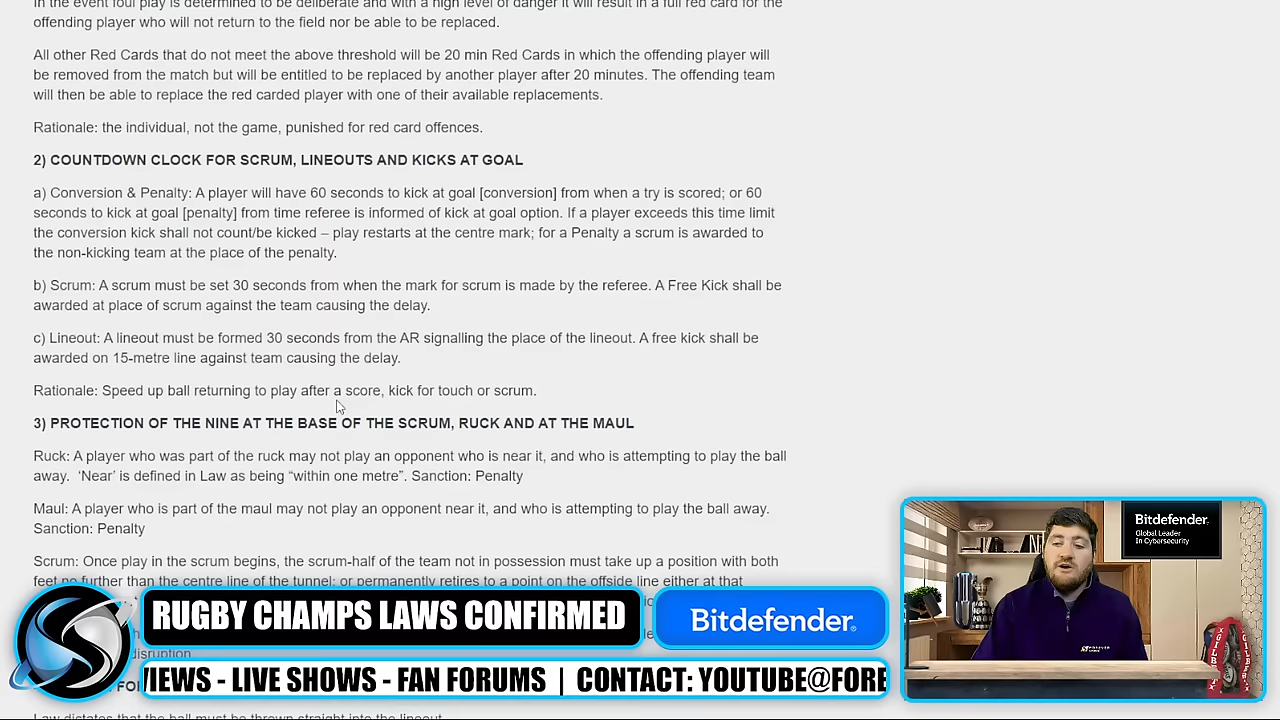 In the event foul play is determined to be deliberate and with a high level of danger it will result in a full red card for the
offending player who will not return to the field nor be able to be replaced.
All other Red Cards that do not meet the above threshold will be 20 min Red Cards in which the offending player will
be removed from the match but will be entitled to be replaced by another player after 20 minutes. The offending team
will then be able to replace the red carded player with one of their available replacements.
Rationale: the individual, not the game, punished for red card offences.
2) COUNTDOWN CLOCK FOR SCRUM, LINEOUTS AND KICKS AT GOAL
a) Conversion & Penalty: A player will have 60 seconds to kick at goal [conversion] from when a try is scored; or 60
seconds to kick at goal [penalty] from time referee is informed of kick at goal option. If a player exceeds this time limit
the conversion kick shall not count/be kicked – play restarts at the centre mark; for a Penalty a scrum is awarded to
the non-kicking team at the place of the penalty.
b) Scrum: A scrum must be set 30 seconds from when the mark for scrum is made by the referee. A Free Kick shall be
awarded at place of scrum against the team causing the delay.
c) Lineout: A lineout must be formed 30 seconds from the AR signalling the place of the lineout. A free kick shall be
awarded on 15-metre line against team causing the delay.
Rationale: Speed up ball returning to play after a score, kick for touch or scrum.
3) PROTECTION OF THE NINE AT THE BASE OF THE SCRUM, RUCK AND AT THE MAUL
Ruck: A player who was part of the ruck may not play an opponent who is near it, and who is attempting to play the ball
away. ‘Near’ is defined in Law as being “within one metre”. Sanction: Penalty
Maul: A player who is part of the maul may not play an opponent near it, and who is attempting to play the ball away.
Sanction: Penalty
Scrum: Once play in the scrum begins, the scrum-half of the team not in possession must take up a position with both
feet no further than the centre line of the tunnel; or permanently retires to a point on the offside line either at that
disruption
Law dictates that the ball must be thrown straight into the lineout
Bitdefender
Global Leader
In Cybersecurity
RUGBY CHAMPS LAWS CONFIRMED
Bitdefender
IEWS - LIVE SHOWS - FAN FORUMS | CONTACT: YOUTUBE@FORE